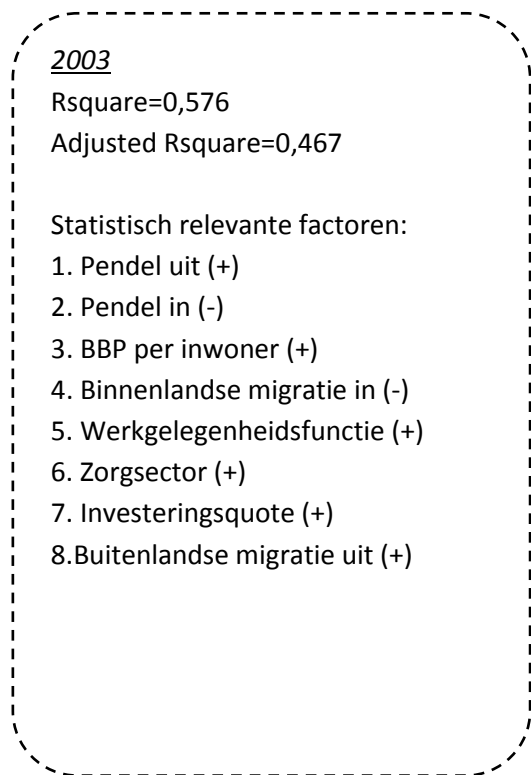 2003
Rsquare=0,576
Adjusted Rsquare=0,467
Statistisch relevante factoren:
1. Pendel uit (+)
2. Pendel in (-)
3. BBP per inwoner (+)
4. Binnenlandse migratie in (-)
5. Werkgelegenheidsfunctie (+)
6. Zorgsector (+)
7. Investeringsquote (+)
8.Buitenlandse migratie uit (+)